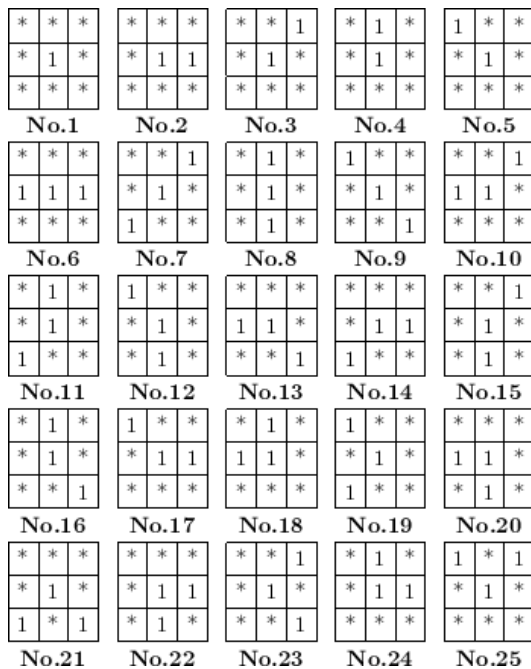 * * * * * * * * 1 * 1 * 1 * *
* 1 * * 1 1 * 1 * * 1 * * 1 *
* * * * * * * * * * * * * * *
No.1 No.2 No.3 No.4 No.5
* * * * * 1 * 1 * 1 * * * * 1
1 1 1 * 1 * * 1 * * 1 * 1 1 *
* * * 1 * * * 1 * * * 1 * * *
No.6 No.7 No.8 No.9 No.10
* 1 * 1 * * * * * * * * * * 1
* 1 * * 1 * 1 1 * * 1 1 * 1 *
1 * * * 1 * * * 1 1 * * * 1 *
No.11 No.12 No.13 No.14 No.15
* 1 * 1 * * * 1 * 1 * * * * *
* 1 * * 1 1 1 1 * * 1 * 1 1 *
* * 1 * * * * * * 1 * * * 1 *
No.16 No.17 No.18 No.19 No.20
* * * * * * * * 1 * 1 * 1 * 1
* 1 * * 1 1 * 1 * * 1 1 * 1 *
1 * 1 * 1 * * * 1 * * * * * *
No.21 No.22 No.23 No.24 No.25